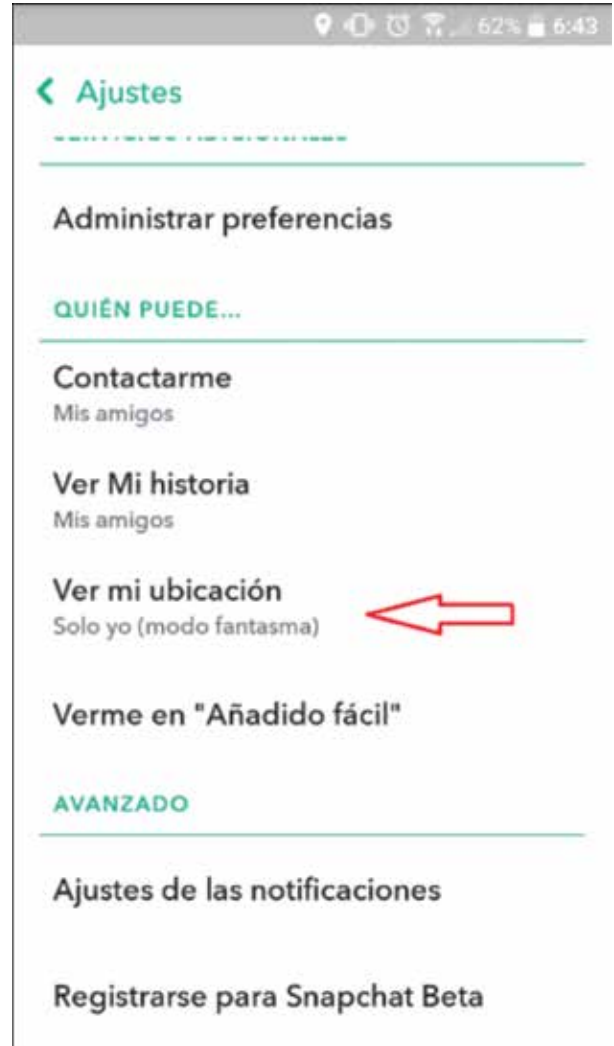 62% 6:43
Ajustes
Administrar preferencias
QUIÉN PUEDE...
Contactarme
Mis amigos
Ver Mi historia
Mis amigos
Ver mi ubicación
Solo yo (modo fantasma)
Verme en "Añadido fácil"
AVANZADO
Ajustes de las notificaciones
Registrarse para Snapchat Beta